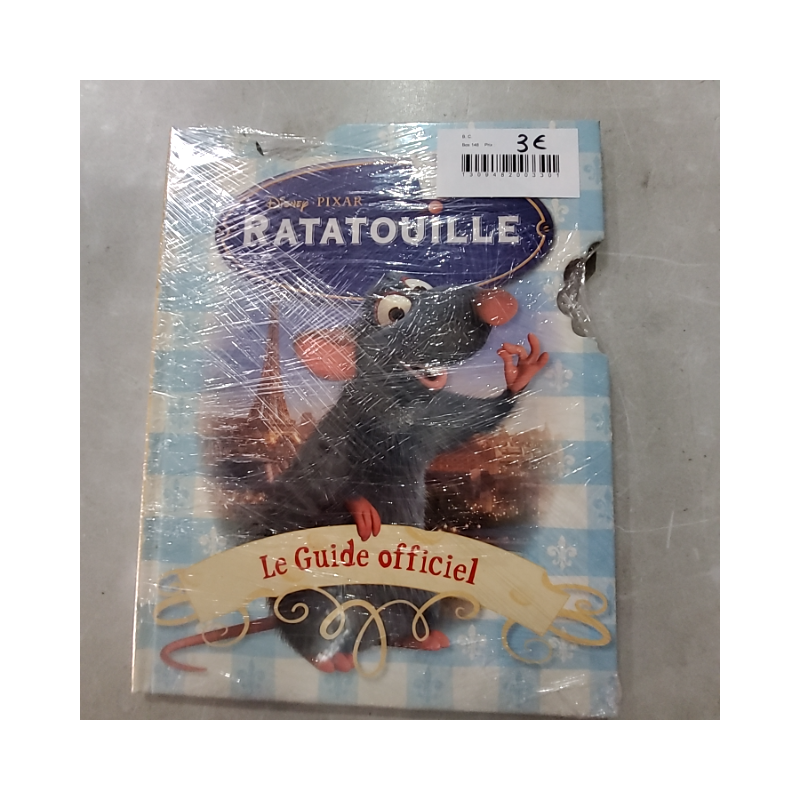 B. C
3€
Disney PIXAR
RATATOUILLE
Le Guide officiel